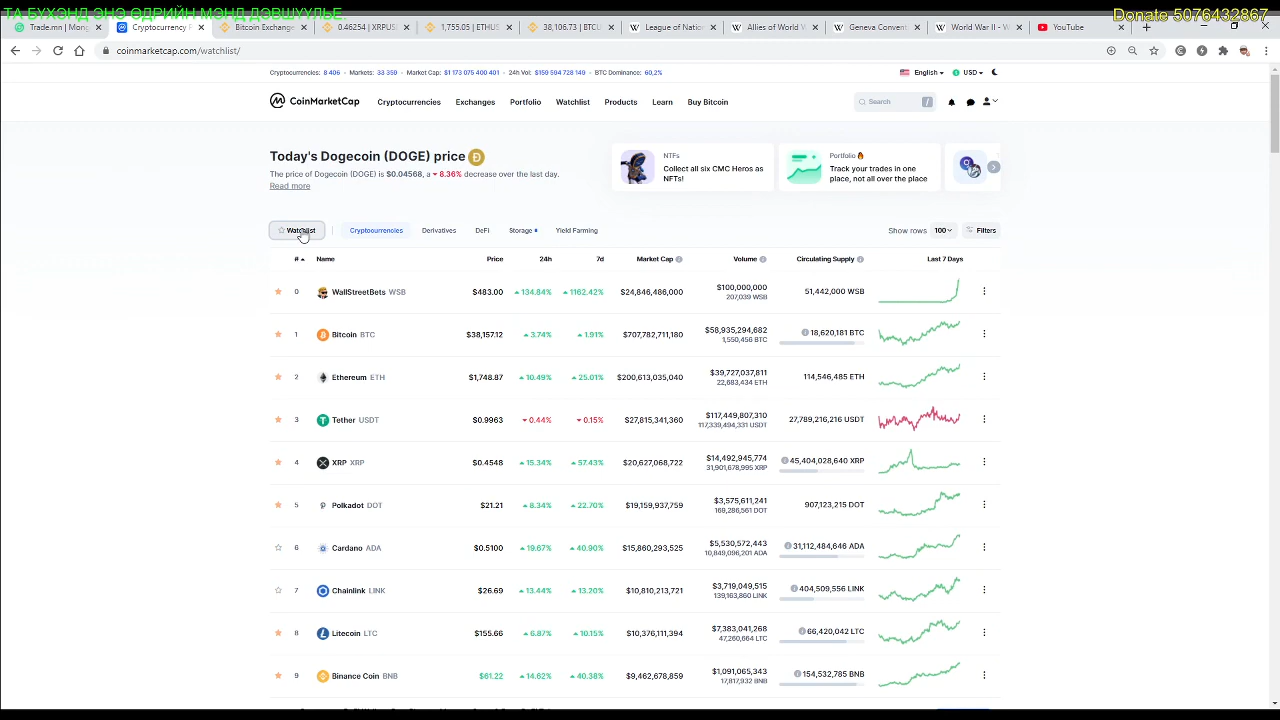 ТА БҮХЭНД ЭНЭ ӨДРИЙН МЭНД ДЭВШҮҮЛЬЕ.
Donate 5076432867
Trade.mn | Mong
Cryptocurrency P
Bitcoin Exchange
1,755.05 | ETHUS
38,106.73 | BTCU
League of Natio
Allies of World
Geneva Convent
World War II - W
YouTube
coinmarketcap.com/watchlist/
Cryptocurrencies: 8 406 • Markets: 33 359 • Market Cap: $1 173 075 400 401 • 24h Vol: $159 594 728 149 • BTC Dominance: 60,2%
English
USD
CoinMarketCap
Cryptocurrencies Exchanges Portfolio Watchlist Products Learn Buy Bitcoin
Search /
Today's Dogecoin (DOGE) price
The price of Dogecoin (DOGE) is $0.04568, a 8.36% decrease over the last day.
Read more
NTFs
Collect all six CMC Heroes as
NFTs!
Portfolio
Track your trades in one
place, not all over the place
Watchlist Cryptocurrencies Derivatives DeFi Storage Yield Farming
Show rows 100 Filters
# Name Price 24h 7d Market Cap Volume Circulating Supply Last 7 Days
0 WallStreetBets WSB $483.00 134.84% 1162.42% $24,846,486,000 $100,000,000 51,442,000 WSB
207,039 WSB
1 Bitcoin BTC $38,157.12 3.74% 1.91% $707,782,711,180 $58,935,294,682 18,620,181 BTC
1,550,456 BTC
2 Ethereum ETH $1,748.87 10.49% 25.01% $200,613,035,040 $39,727,037,811 114,546,485 ETH
22,683,434 ETH
3 Tether USDT $0.9963 0.44% 0.15% $27,815,341,360 $117,449,807,310 27,789,216,216 USDT
117,339,494,331 USDT
4 XRP XRP $0.4548 15.34% 57.43% $20,627,068,722 $14,492,945,774 45,404,028,640 XRP
31,901,678,995 XRP
5 Polkadot DOT $21.21 8.34% 22.70% $19,159,937,759 $3,575,611,241 907,123,215 DOT
169,286,561 DOT
6 Cardano ADA $0.5100 19.67% 40.90% $15,860,293,525 $5,530,572,443 31,112,484,646 ADA
10,849,096,201 ADA
7 Chainlink LINK $26.69 13.44% 13.20% $10,810,213,721 $3,719,049,515 404,509,556 LINK
139,163,860 LINK
8 Litecoin LTC $155.66 6.87% 10.15% $10,376,111,394 $7,383,041,268 66,420,042 LTC
47,260,664 LTC
9 Binance Coin BNB $61.22 14.62% 40.38% $9,462,678,859 $1,091,065,343 154,532,785 BNB
17,817,932 BNB